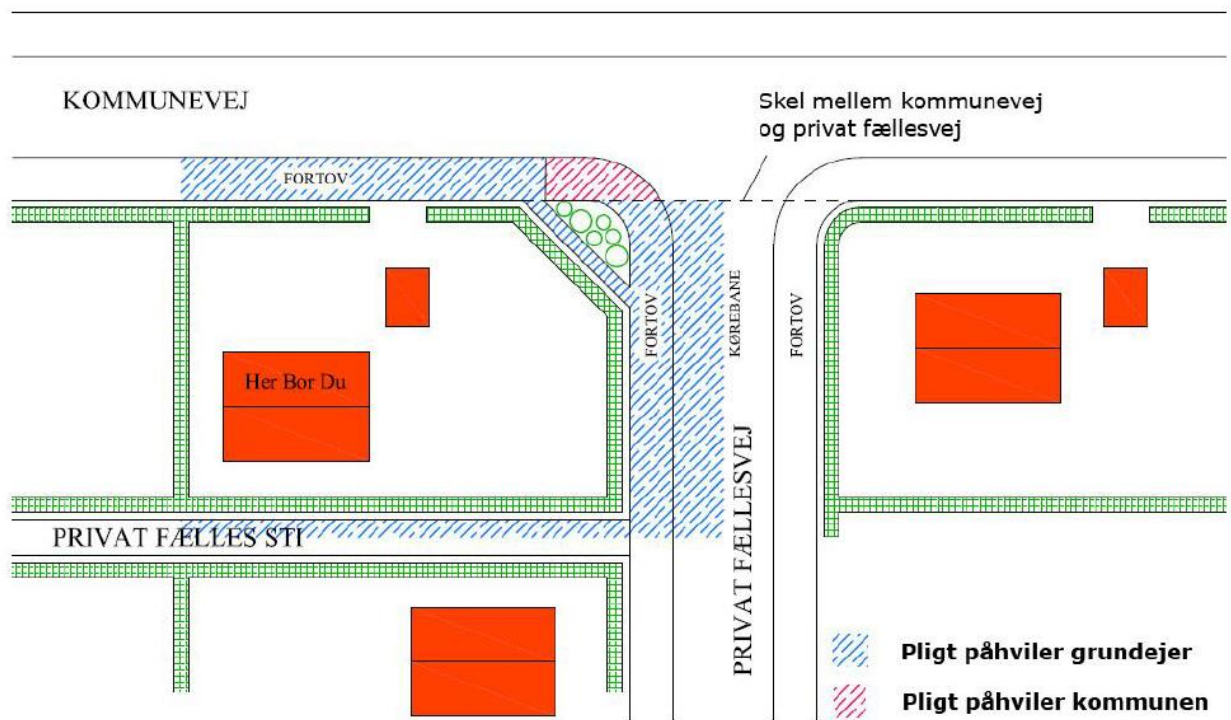 KOMMUNEVEJ
Skel mellem kommunevej
og privat fællesvej
FORTOV
FORTOV
KØREBANE
FORTOV
Her Bor Du
PRIVAT FÆLLESVEJ
PRIVAT FÆLLES STI
Pligt påhviler grundejer
Pligt påhviler kommunen